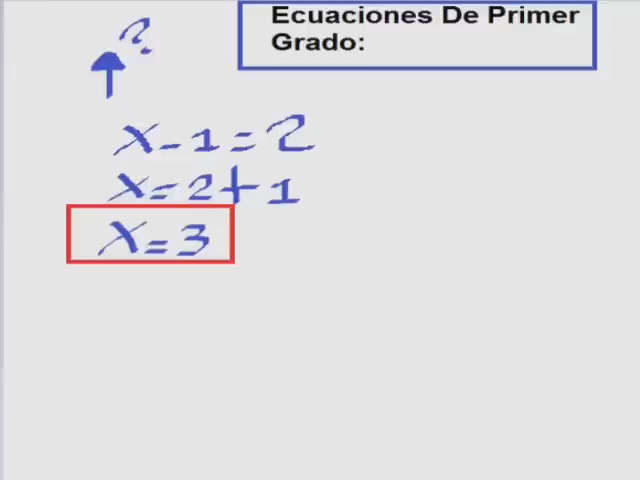 Ecuaciones De Primer
Grado:
?
x-1=2
x=2+1
x=3